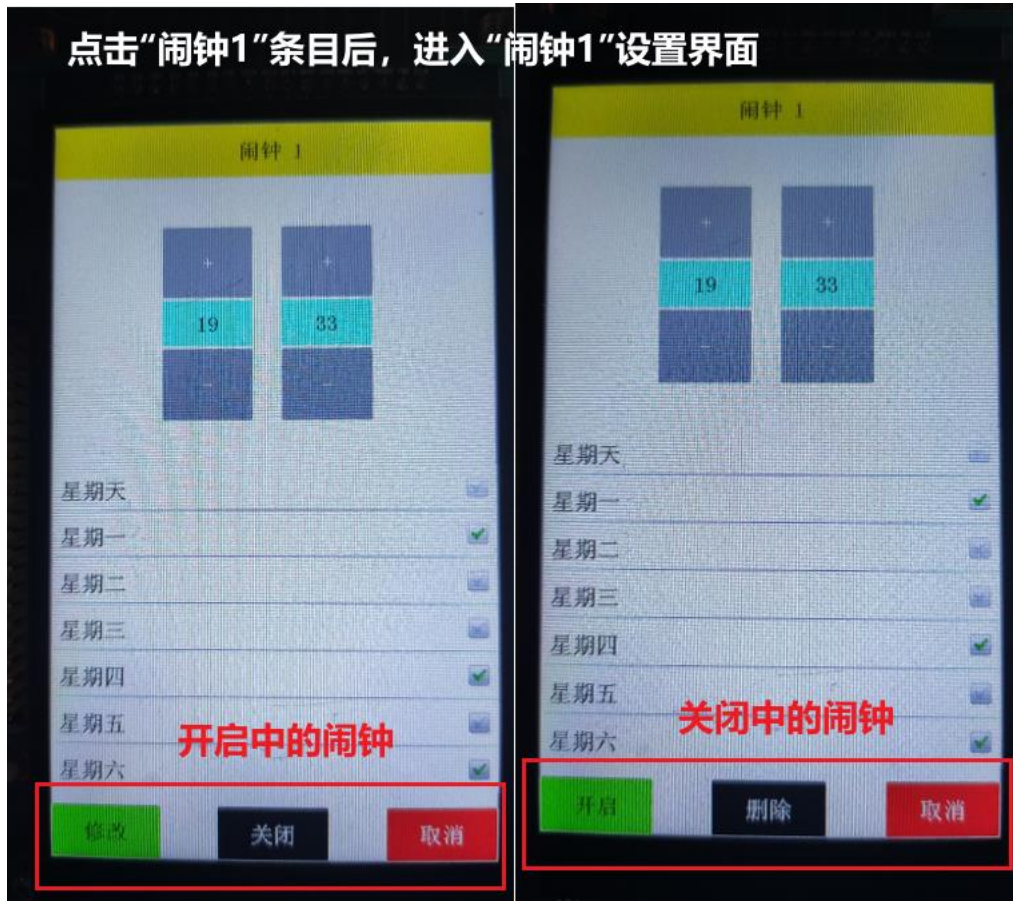 点击“闹钟1”条目后，进入“闹钟1”设置界面
闹钟 1
+ +
19 33
- -
星期天
星期一
星期二
星期三
星期四
星期五
星期六
开启中的闹钟
修改 关闭 取消
闹钟 1
+ +
19 33
- -
星期天
星期一
星期二
星期三
星期四
星期五
星期六
关闭中的闹钟
开启 删除 取消